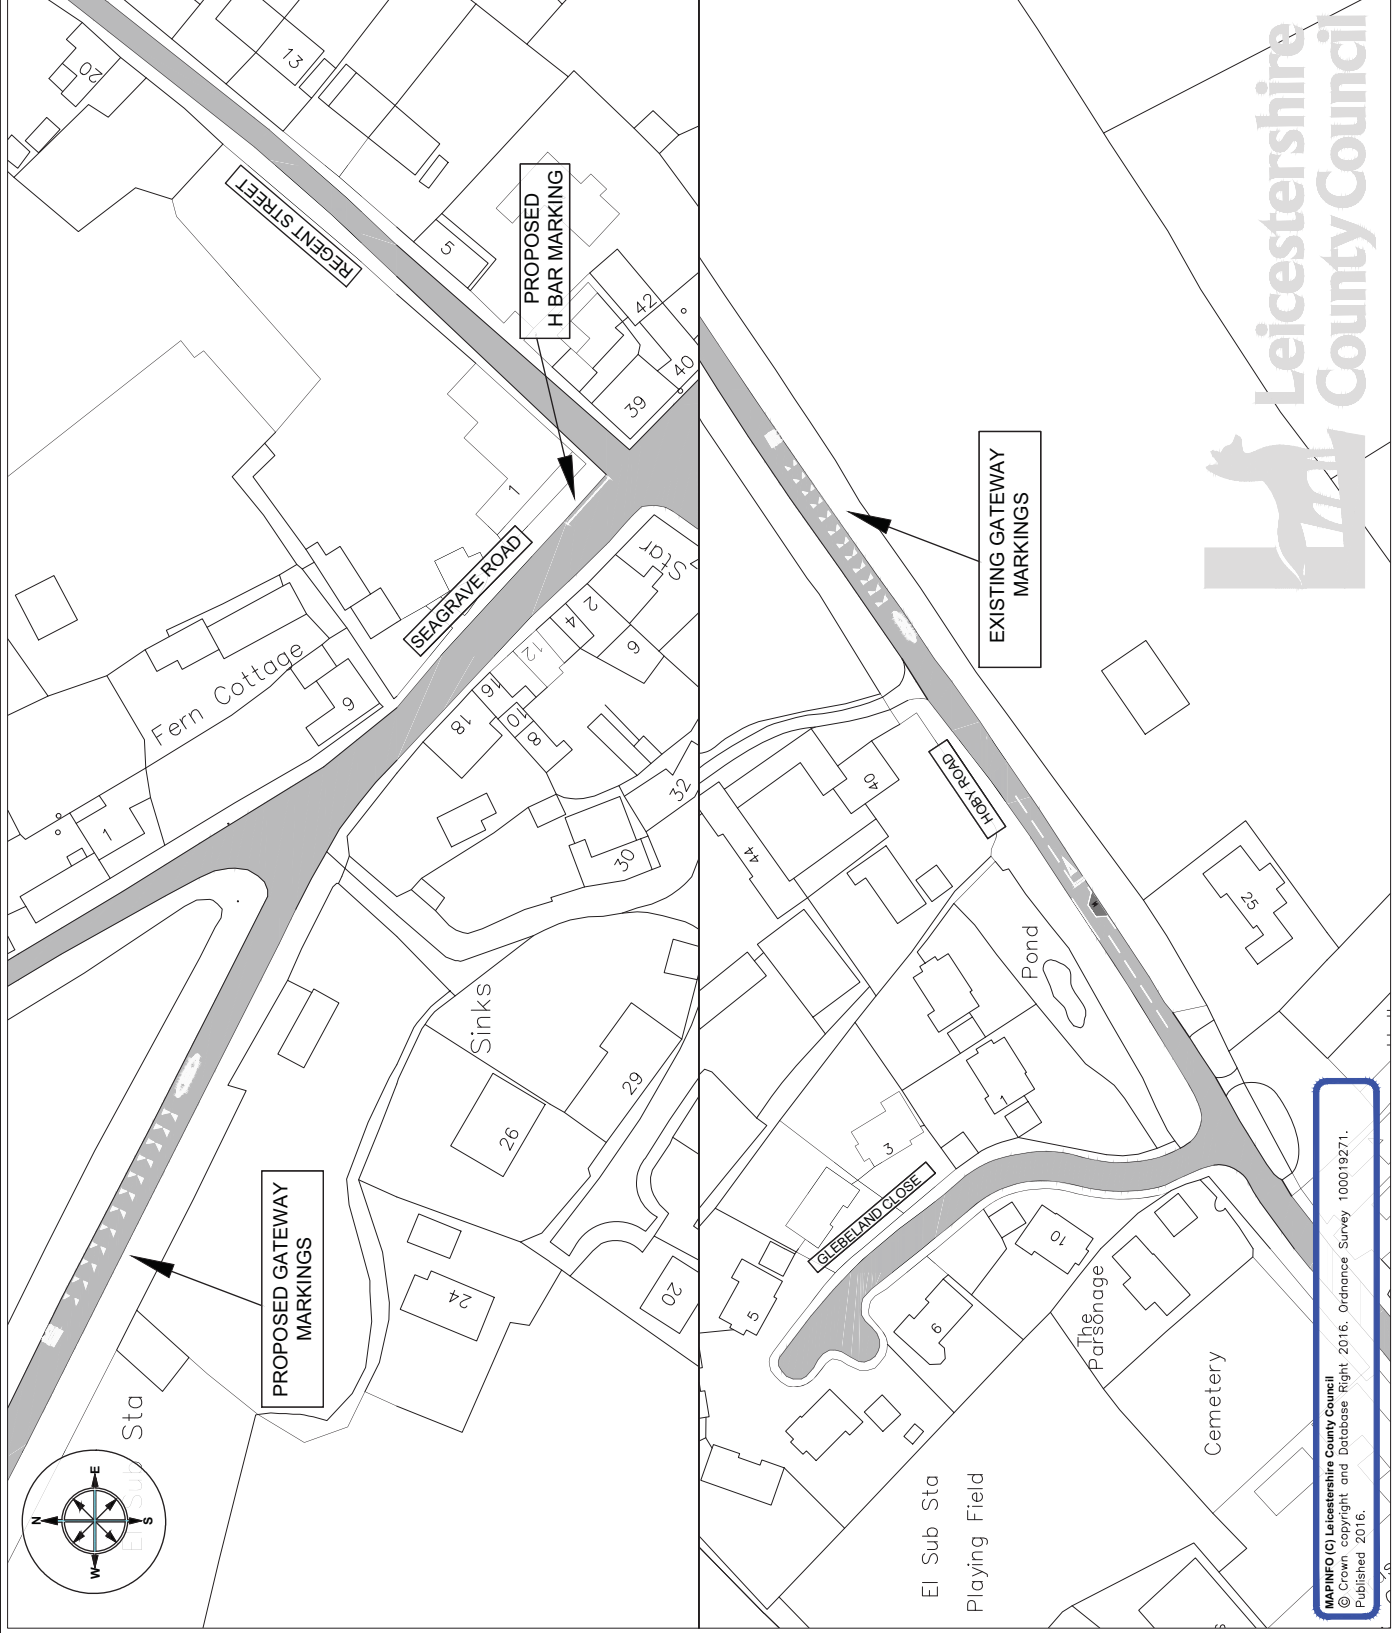 20
13
REGENT STREET
5
PROPOSED
H BAR MARKING
42
40
39
1
SEAGRAVE ROAD
Star
2
4
6
12
16
10
8
18
Fern Cottage
9
1
32
30
Sinks
29
26
24
20
PROPOSED GATEWAY
MARKINGS
El Sub Sta
N
E
S
W
EXISTING GATEWAY
MARKINGS
Leicestershire
County Council
HOBY ROAD
40
44
25
Pond
1
3
GLEBELAND CLOSE
5
6
10
The
Parsonage
Cemetery
El Sub Sta
Playing Field
MAPINFO (C) Leicestershire County Council
© Crown copyright and Database Right 2016. Ordnance Survey 100019271.
Published 2016.